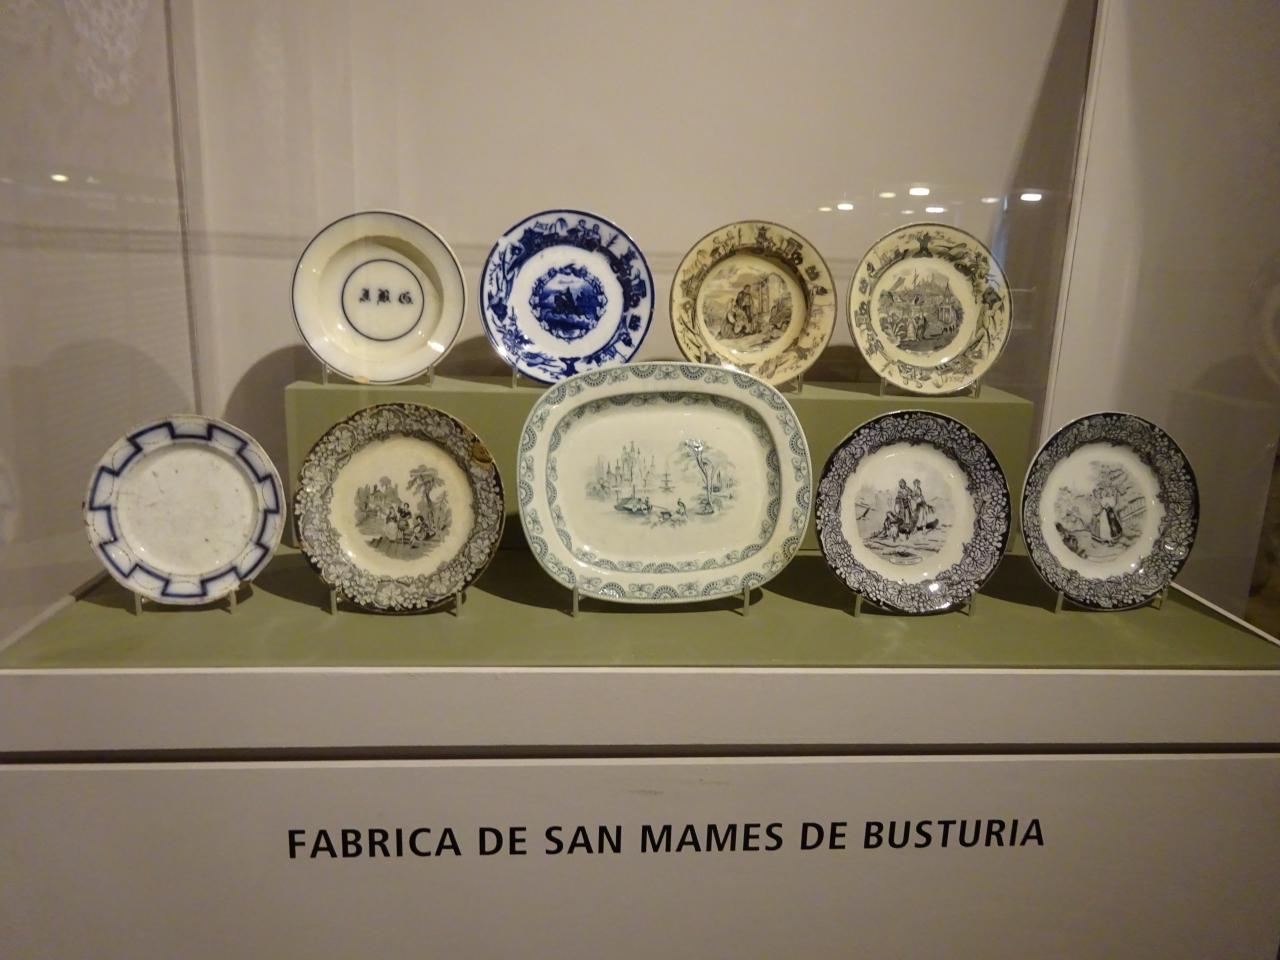 J. B. G.
FABRICA DE SAN MAMES DE BUSTURIA